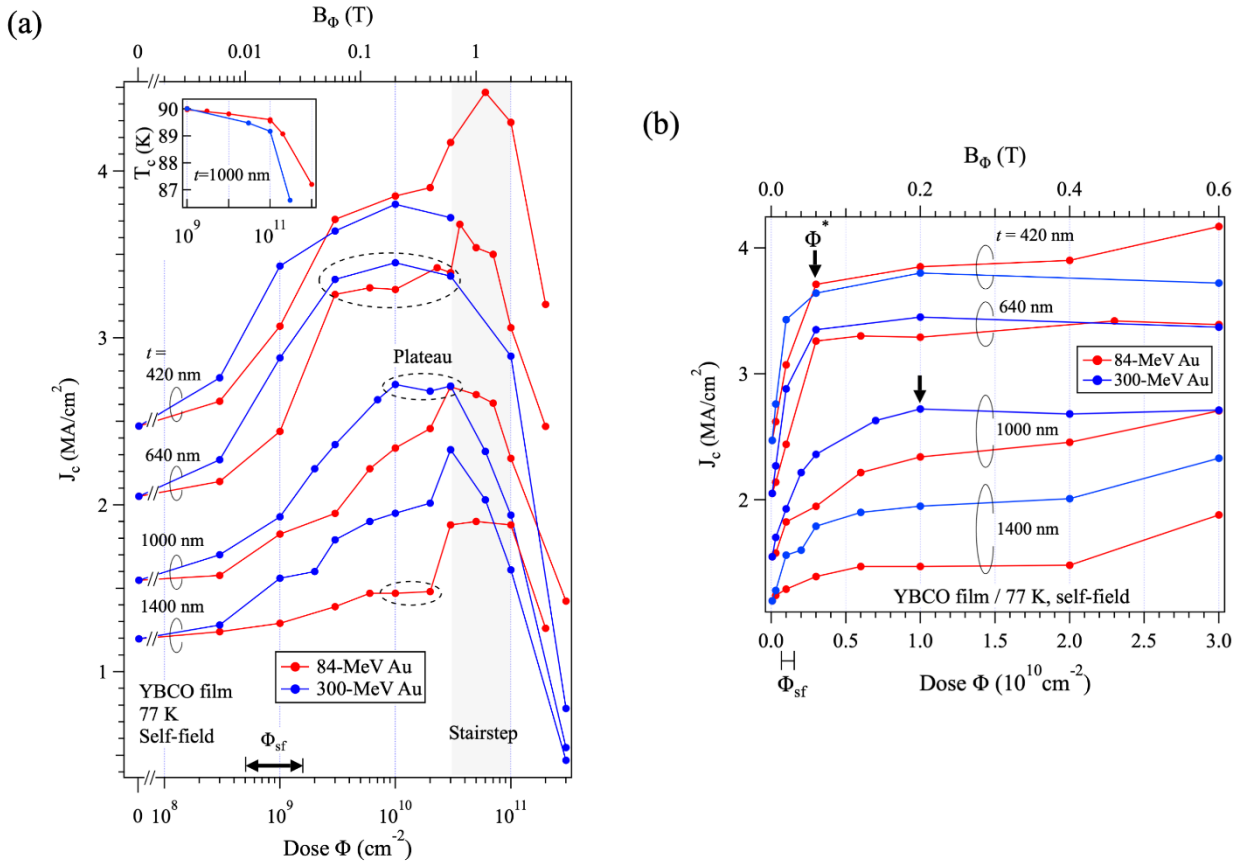 (a)
B_Φ (T)
0 0.01 0.1 1
90
89
88
87
T_c (K)
t=1000 nm
10^9 10^11
4
3
2
1
J_c (MA/cm^2)
t =
420 nm
640 nm
1000 nm
1400 nm
Plateau
84-MeV Au
300-MeV Au
YBCO film
77 K
Self-field
Φ_sf
Stairstep
0 10^8 10^9 10^10 10^11
Dose Φ (cm^-2)
(b)
B_Φ (T)
0.0 0.2 0.4 0.6
4
3
2
J_c (MA/cm^2)
Φ*
t = 420 nm
640 nm
84-MeV Au
300-MeV Au
1000 nm
1400 nm
YBCO film / 77 K, self-field
0.0 0.5 1.0 1.5 2.0 2.5 3.0
Φ_sf
Dose Φ (10^10 cm^-2)